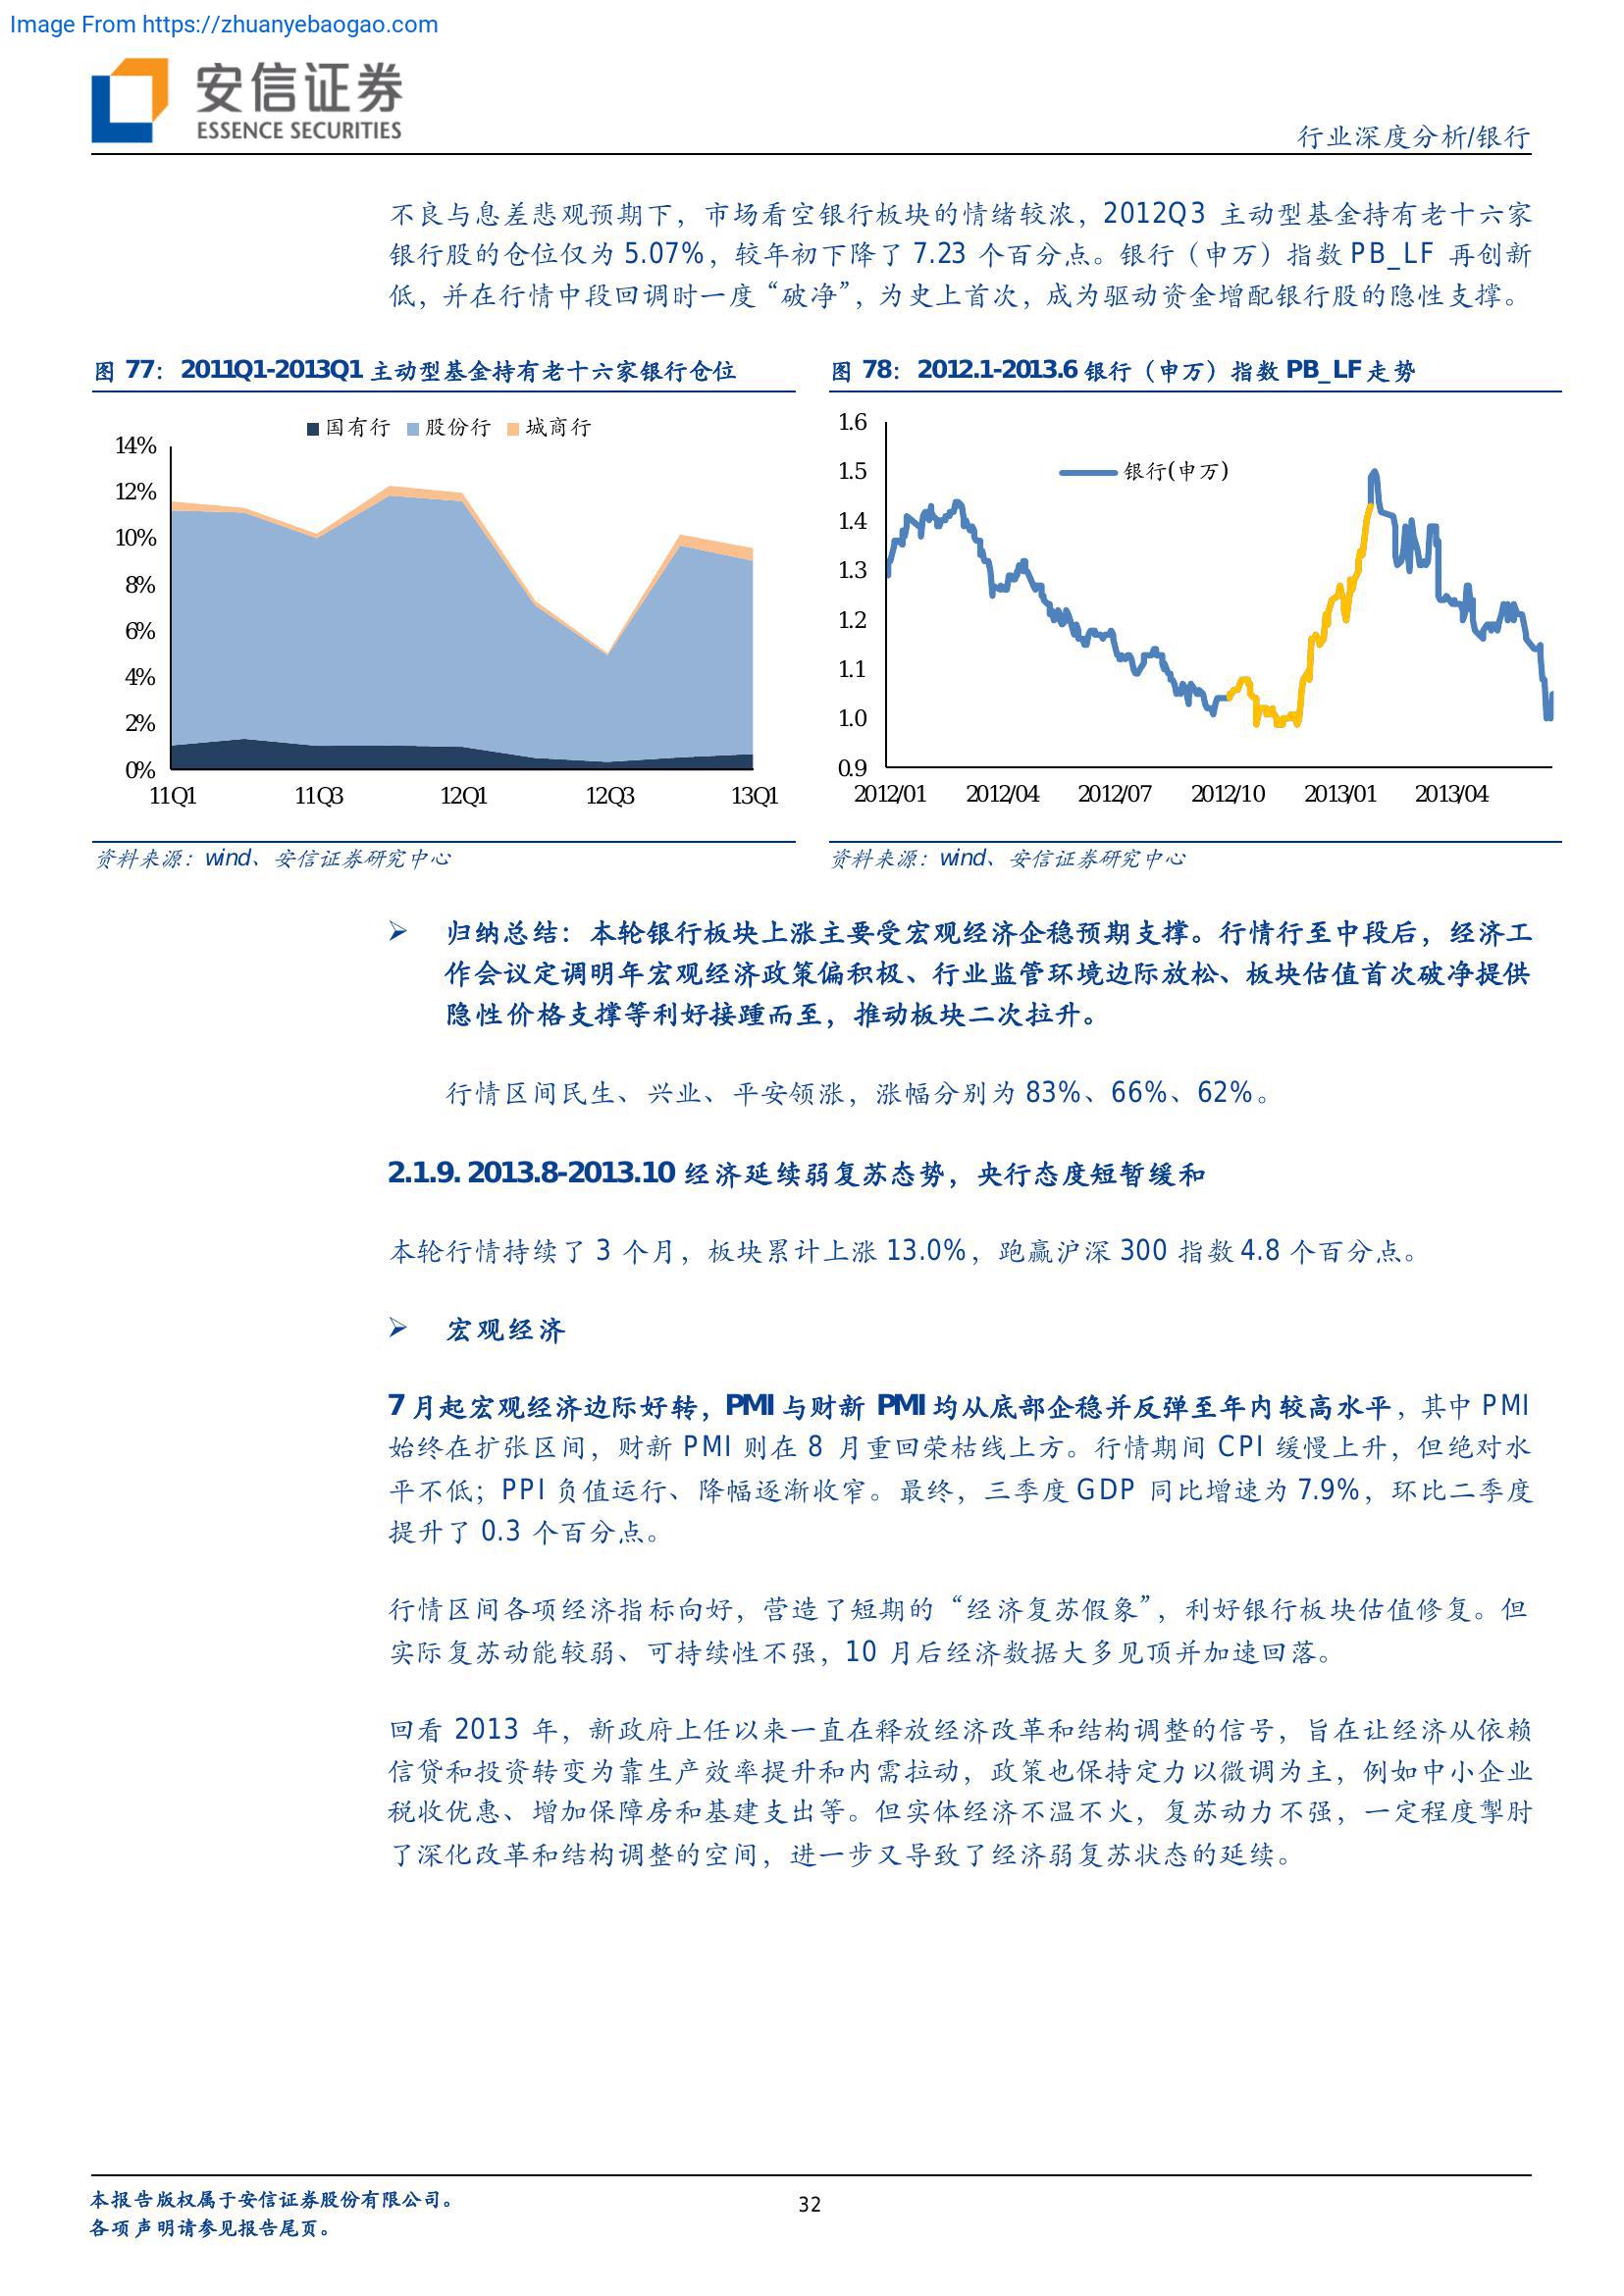 Image From https://zhuanyebaogao.com
安信证券
ESSENCE SECURITIES
行业深度分析/银行
不良与息差悲观预期下，市场看空银行板块的情绪较浓，2012Q3 主动型基金持有老十六家
银行股的仓位仅为 5.07%，较年初下降了 7.23 个百分点。银行（申万）指数 PB_LF 再创新
低，并在行情中段回调时一度“破净”，为史上首次，成为驱动资金增配银行股的隐性支撑。
图 77：2011Q1-2013Q1 主动型基金持有老十六家银行仓位
国有行 股份行 城商行
14%
12%
10%
8%
6%
4%
2%
0%
11Q1 11Q3 12Q1 12Q3 13Q1
资料来源：wind、安信证券研究中心
图 78：2012.1-2013.6 银行（申万）指数 PB_LF 走势
银行(申万)
1.6
1.5
1.4
1.3
1.2
1.1
1.0
0.9
2012/01 2012/04 2012/07 2012/10 2013/01 2013/04
资料来源：wind、安信证券研究中心
➢ 归纳总结：本轮银行板块上涨主要受宏观经济企稳预期支撑。行情行至中段后，经济工
作会议定调明年宏观经济政策偏积极、行业监管环境边际放松、板块估值首次破净提供
隐性价格支撑等利好接踵而至，推动板块二次拉升。
行情区间民生、兴业、平安领涨，涨幅分别为 83%、66%、62%。
2.1.9. 2013.8-2013.10 经济延续弱复苏态势，央行态度短暂缓和
本轮行情持续了 3 个月，板块累计上涨 13.0%，跑赢沪深 300 指数 4.8 个百分点。
➢ 宏观经济
7 月起宏观经济边际好转，PMI 与财新 PMI 均从底部企稳并反弹至年内较高水平，其中 PMI
始终在扩张区间，财新 PMI 则在 8 月重回荣枯线上方。行情期间 CPI 缓慢上升，但绝对水
平不低；PPI 负值运行、降幅逐渐收窄。最终，三季度 GDP 同比增速为 7.9%，环比二季度
提升了 0.3 个百分点。
行情区间各项经济指标向好，营造了短期的“经济复苏假象”，利好银行板块估值修复。但
实际复苏动能较弱、可持续性不强，10 月后经济数据大多见顶并加速回落。
回看 2013 年，新政府上任以来一直在释放经济改革和结构调整的信号，旨在让经济从依赖
信贷和投资转变为靠生产效率提升和内需拉动，政策也保持定力以微调为主，例如中小企业
税收优惠、增加保障房和基建支出等。但实体经济不温不火，复苏动力不强，一定程度掣肘
了深化改革和结构调整的空间，进一步又导致了经济弱复苏状态的延续。
本报告版权属于安信证券股份有限公司。
各项声明请参见报告尾页。
32